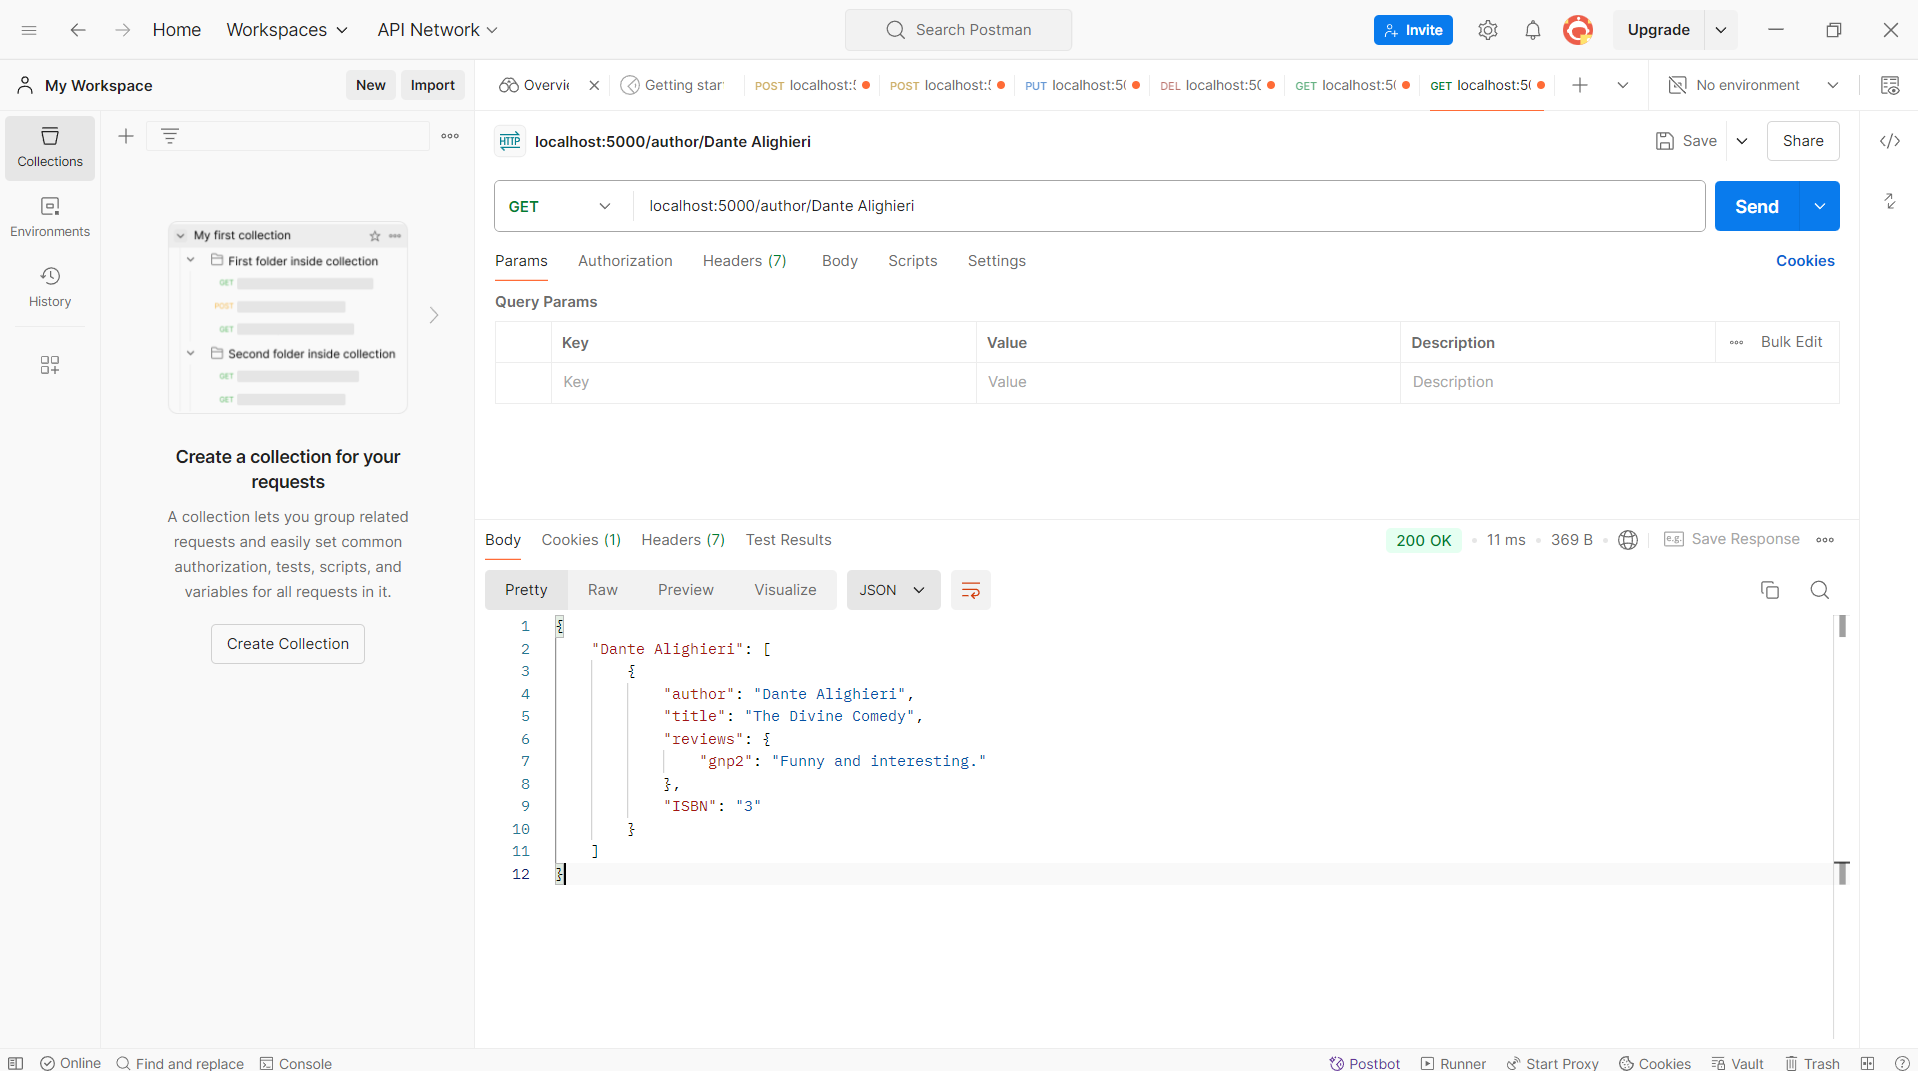 Home
Workspaces
API Network
Search Postman
Invite
Upgrade
My Workspace
New
Import
Overvie
Getting star
POST localhost:5
POST localhost:5
PUT localhost:50
DEL localhost:50
GET localhost:50
GET localhost:50
No environment
Collections
Environments
History
My first collection
First folder inside collection
GET
POST
GET
Second folder inside collection
GET
GET
Create a collection for your
requests
A collection lets you group related
requests and easily set common
authorization, tests, scripts, and
variables for all requests in it.
Create Collection
HTTP
localhost:5000/author/Dante Alighieri
Save
Share
GET
localhost:5000/author/Dante Alighieri
Send
Params
Authorization
Headers (7)
Body
Scripts
Settings
Cookies
Query Params
Key
Value
Description
Bulk Edit
Key
Value
Description
Body
Cookies (1)
Headers (7)
Test Results
200 OK
11 ms
369 B
e.g.
Save Response
Pretty
Raw
Preview
Visualize
JSON
1 {
2 "Dante Alighieri": [
3 {
4 "author": "Dante Alighieri",
5 "title": "The Divine Comedy",
6 "reviews": {
7 "gnp2": "Funny and interesting."
8 },
9 "ISBN": "3"
10 }
11 ]
12 }
Online
Find and replace
Console
Postbot
Runner
Start Proxy
Cookies
Vault
Trash